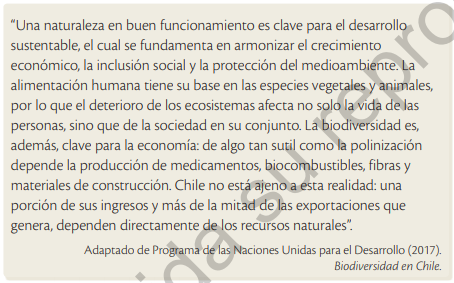 “Una naturaleza en buen funcionamiento es clave para el desarrollo
sustentable, el cual se fundamenta en armonizar el crecimiento
económico, la inclusión social y la protección del medioambiente. La
alimentación humana tiene su base en las especies vegetales y animales,
por lo que el deterioro de los ecosistemas afecta no solo la vida de las
personas, sino que de la sociedad en su conjunto. La biodiversidad es,
además, clave para la economía: de algo tan sutil como la polinización
depende la producción de medicamentos, biocombustibles, fibras y
materiales de construcción. Chile no está ajeno a esta realidad: una
porción de sus ingresos y más de la mitad de las exportaciones que
genera, dependen directamente de los recursos naturales”.
Adaptado de Programa de las Naciones Unidas para el Desarrollo (2017).
Biodiversidad en Chile.
ida su repro